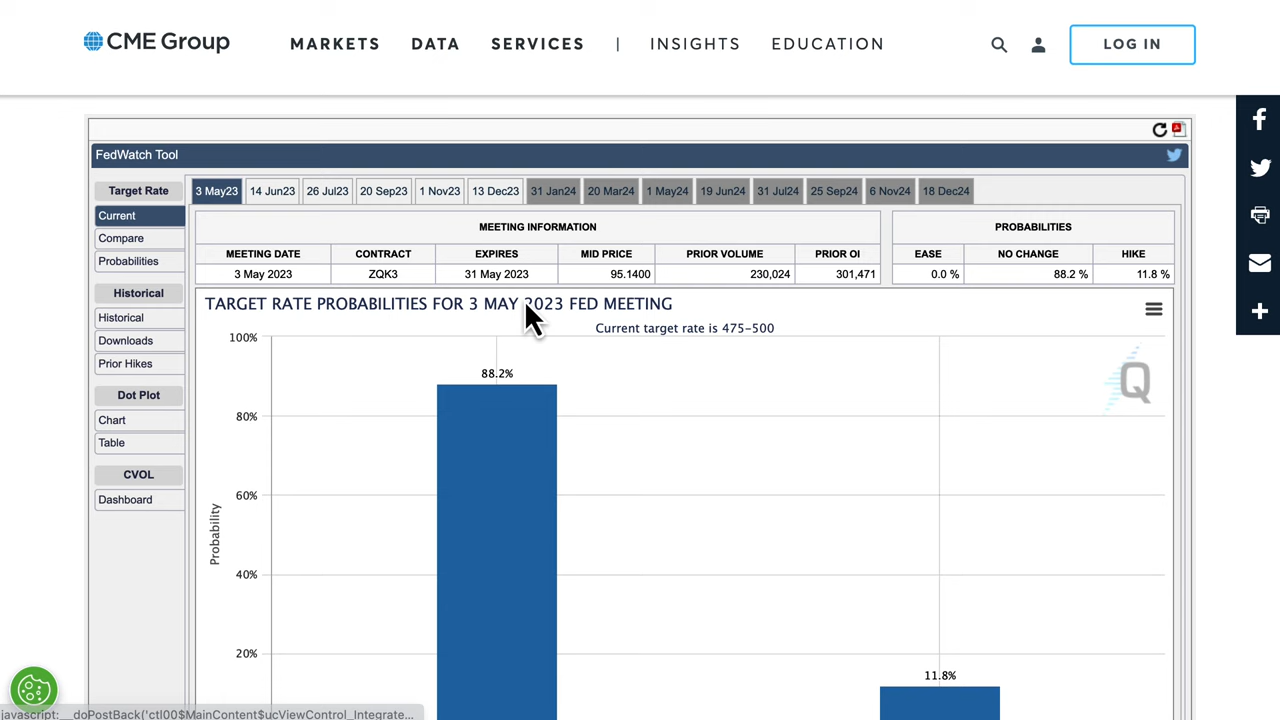 CME Group
MARKETS DATA SERVICES | INSIGHTS EDUCATION
LOG IN
FedWatch Tool
Target Rate
Current
Compare
Probabilities
Historical
Historical
Downloads
Prior Hikes
Dot Plot
Chart
Table
CVOL
Dashboard
3 May23 14 Jun23 26 Jul23 20 Sep23 1 Nov23 13 Dec23 31 Jan24 20 Mar24 1 May24 19 Jun24 31 Jul24 25 Sep24 6 Nov24 18 Dec24
MEETING INFORMATION
MEETING DATE CONTRACT EXPIRES MID PRICE PRIOR VOLUME PRIOR OI
3 May 2023 ZQK3 31 May 2023 95.1400 230,024 301,471
PROBABILITIES
EASE NO CHANGE HIKE
0.0 % 88.2 % 11.8 %
TARGET RATE PROBABILITIES FOR 3 MAY 2023 FED MEETING
Current target rate is 475-500
Q
Probability
100%
80%
60%
40%
20%
88.2%
11.8%
javascript:__doPostBack('ctl00$MainContent$ucViewControl_Integrate...